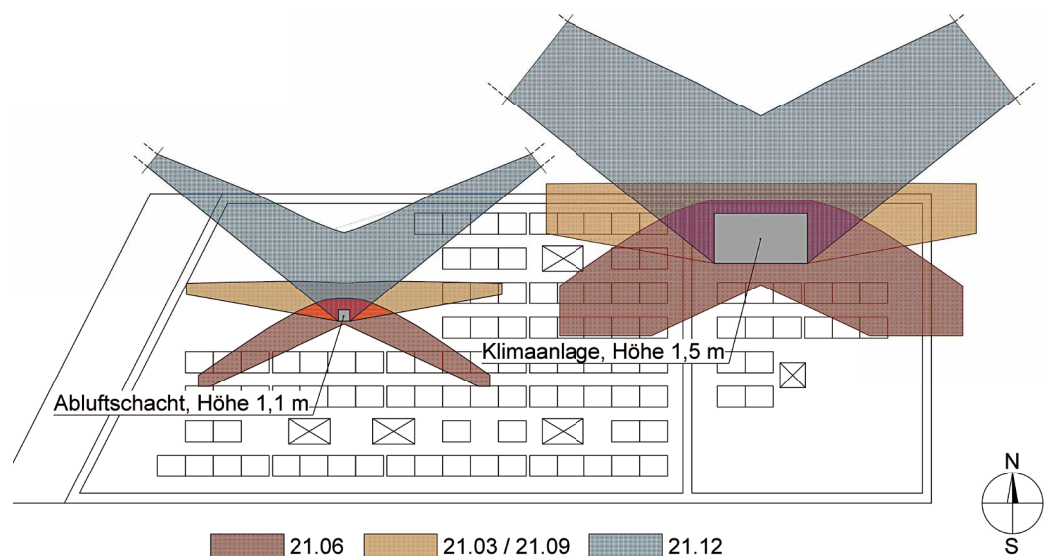 Klimaanlage, Höhe 1,5 m
Abluftschacht, Höhe 1,1 m
N
S
21.06
21.03 / 21.09
21.12